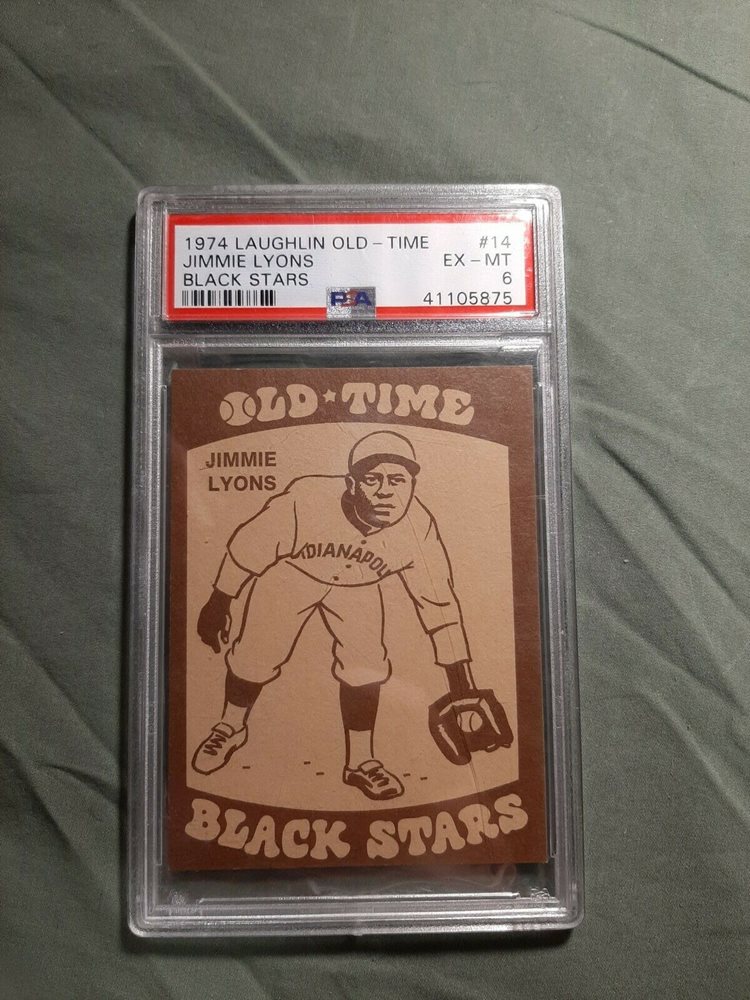 1974 LAUGHLIN OLD-TIME #14
JIMMIE LYONS EX-MT
BLACK STARS 6
PSA 41105875
OLD★TIME
JIMMIE
LYONS
NDIANAPOLI
BLACK STARS